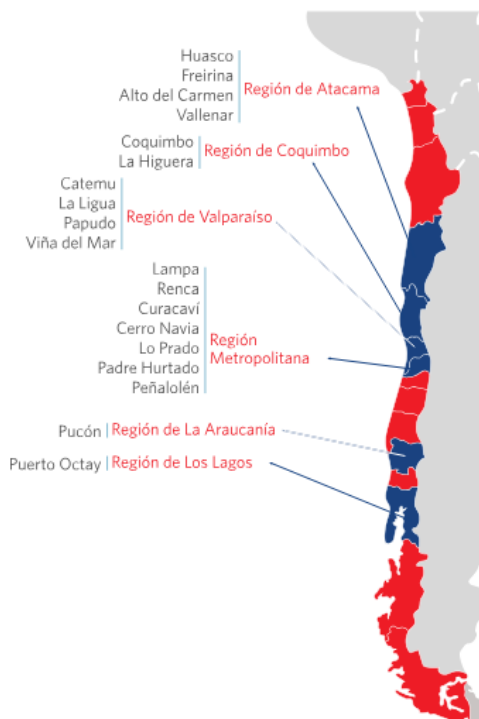 Huasco
Freirina
Alto del Carmen
Vallenar
Región de Atacama
Coquimbo
La Higuera
Región de Coquimbo
Catemu
La Ligua
Papudo
Viña del Mar
Región de Valparaíso
Lampa
Renca
Curacaví
Cerro Navia
Lo Prado
Padre Hurtado
Peñalolén
Región
Metropolitana
Pucón
Región de La Araucanía
Puerto Octay
Región de Los Lagos